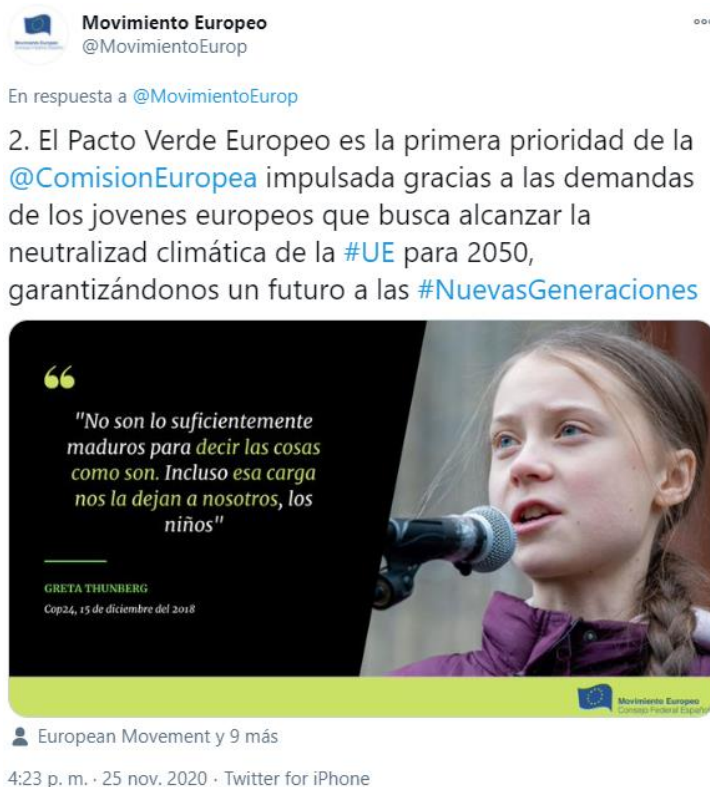 Movimiento Europeo
@MovimientoEurop
En respuesta a @MovimientoEurop
2. El Pacto Verde Europeo es la primera prioridad de la
@ComisionEuropea impulsada gracias a las demandas
de los jovenes europeos que busca alcanzar la
neutralizad climática de la #UE para 2050,
garantizándonos un futuro a las #NuevasGeneraciones
"No son lo suficientemente
maduros para decir las cosas
como son. Incluso esa carga
nos la dejan a nosotros, los
niños"
GRETA THUNBERG
Cop24, 15 de diciembre del 2018
Movimiento Europeo
Consejo Federal Español
European Movement y 9 más
4:23 p. m. · 25 nov. 2020 · Twitter for iPhone